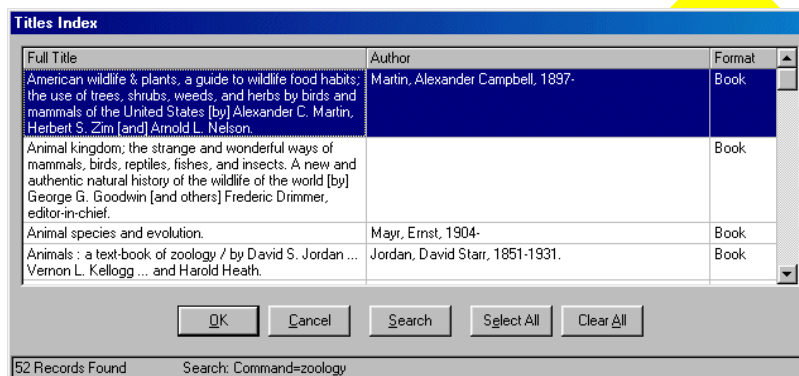 Titles Index
Full Title Author Format
American wildlife & plants, a guide to wildlife food habits; Martin, Alexander Campbell, 1897- Book
the use of trees, shrubs, weeds, and herbs by birds and
mammals of the United States [by] Alexander C. Martin,
Herbert S. Zim [and] Arnold L. Nelson.
Animal kingdom; the strange and wonderful ways of Book
mammals, birds, reptiles, fishes, and insects. A new and
authentic natural history of the wildlife of the world [by]
George G. Goodwin [and others] Frederic Drimmer,
editor-in-chief.
Animal species and evolution. Mayr, Ernst, 1904- Book
Animals : a text-book of zoology / by David S. Jordan ... Jordan, David Starr, 1851-1931. Book
Vernon L. Kellogg ... and Harold Heath.
OK Cancel Search Select All Clear All
52 Records Found Search: Command=zoology